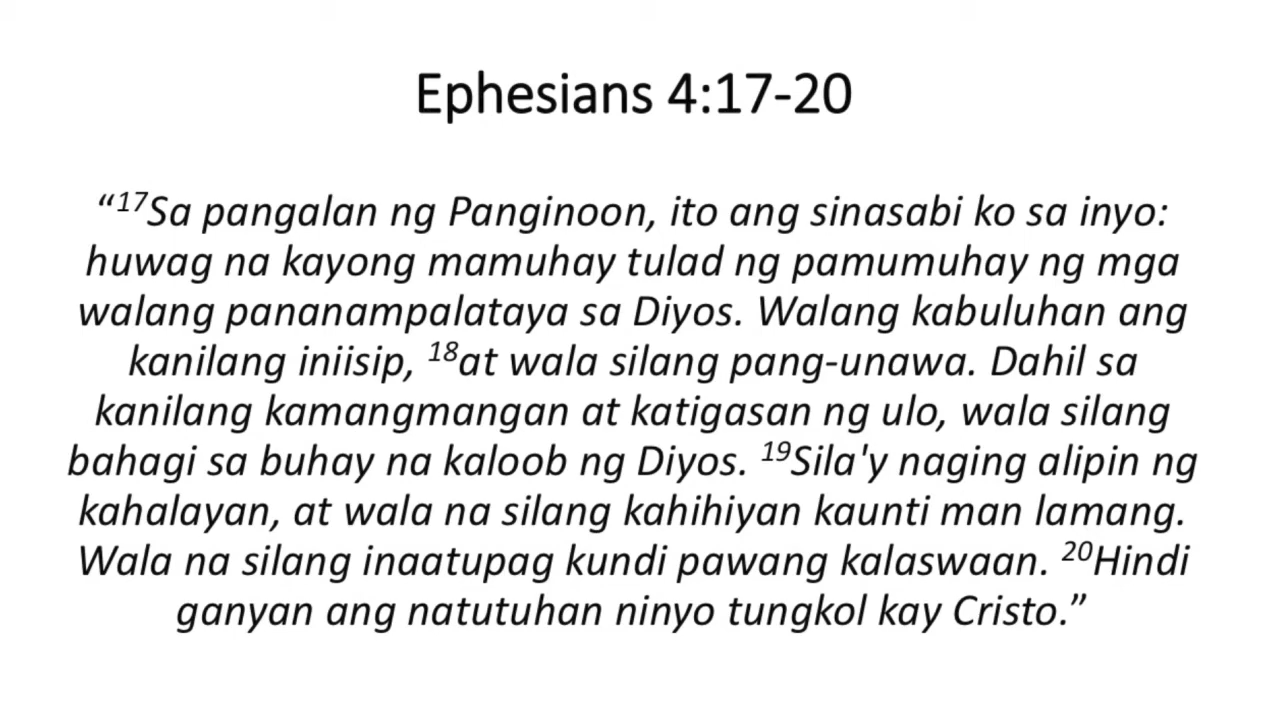 Ephesians 4:17-20
“17Sa pangalan ng Panginoon, ito ang sinasabi ko sa inyo:
huwag na kayong mamuhay tulad ng pamumuhay ng mga
walang pananampalataya sa Diyos. Walang kabuluhan ang
kanilang iniisip, 18at wala silang pang-unawa. Dahil sa
kanilang kamangmangan at katigasan ng ulo, wala silang
bahagi sa buhay na kaloob ng Diyos. 19Sila'y naging alipin ng
kahalayan, at wala na silang kahihiyan kaunti man lamang.
Wala na silang inaatupag kundi pawang kalaswaan. 20Hindi
ganyan ang natutuhan ninyo tungkol kay Cristo.”